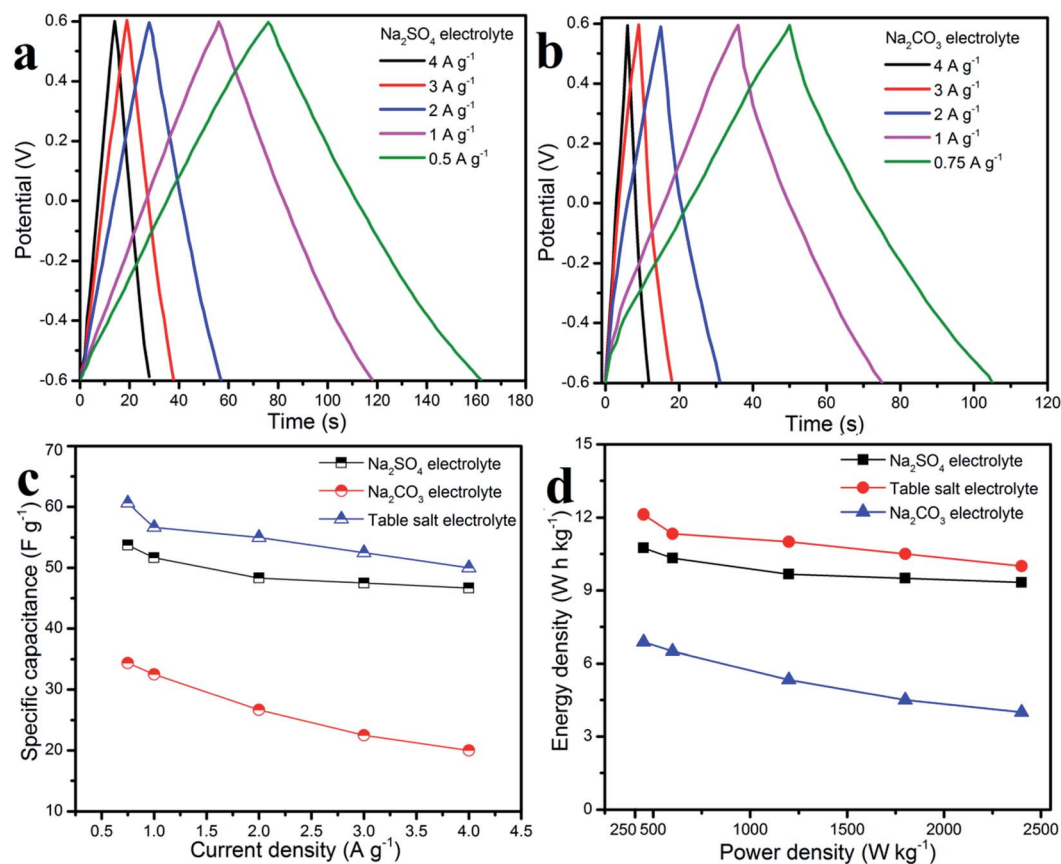 a
Na₂SO₄ electrolyte
4 A g⁻¹
3 A g⁻¹
2 A g⁻¹
1 A g⁻¹
0.5 A g⁻¹
Potential (V)
0.6
0.4
0.2
0.0
-0.2
-0.4
-0.6
0 20 40 60 80 100 120 140 160 180
Time (s)
b
Na₂CO₃ electrolyte
4 A g⁻¹
3 A g⁻¹
2 A g⁻¹
1 A g⁻¹
0.75 A g⁻¹
Potential (V)
0.6
0.4
0.2
0.0
-0.2
-0.4
-0.6
0 20 40 60 80 100 120
Time (s)
c
Na₂SO₄ electrolyte
Na₂CO₃ electrolyte
Table salt electrolyte
Specific capacitance (F g⁻¹)
70
60
50
40
30
20
10
0.5 1.0 1.5 2.0 2.5 3.0 3.5 4.0 4.5
Current density (A g⁻¹)
d
Na₂SO₄ electrolyte
Table salt electrolyte
Na₂CO₃ electrolyte
Energy density (W h kg⁻¹)
15
12
9
6
3
0
250 500 1000 1500 2000 2500
Power density (W kg⁻¹)